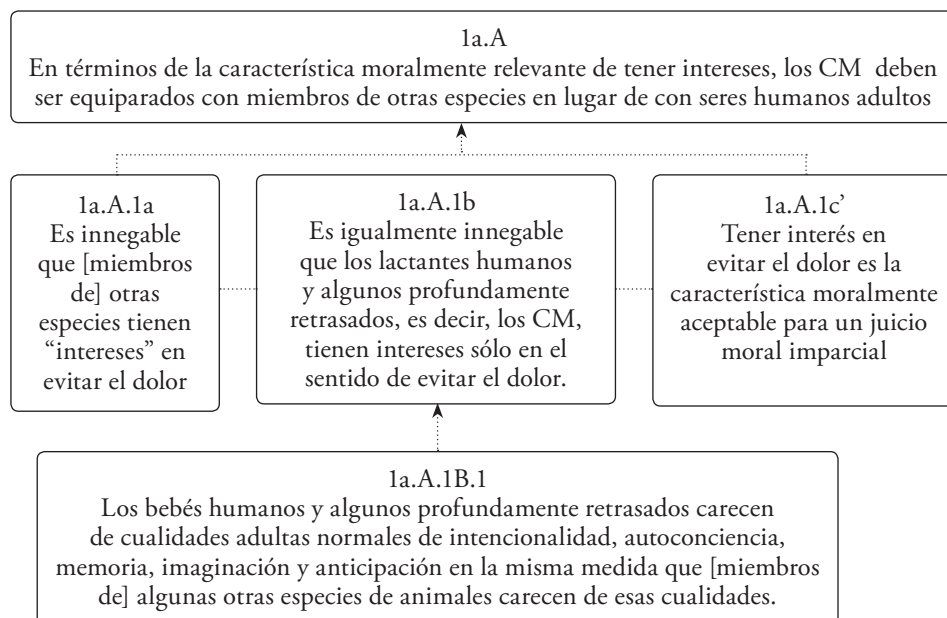 1a.A
En términos de la característica moralmente relevante de tener intereses, los CM deben
ser equiparados con miembros de otras especies en lugar de con seres humanos adultos
1a.A.1a
Es innegable
que [miembros
de] otras
especies tienen
“intereses” en
evitar el dolor
1a.A.1b
Es igualmente innegable
que los lactantes humanos
y algunos profundamente
retrasados, es decir, los CM,
tienen intereses sólo en el
sentido de evitar el dolor.
1a.A.1c’
Tener interés en
evitar el dolor es la
característica moralmente
aceptable para un juicio
moral imparcial
1a.A.1B.1
Los bebés humanos y algunos profundamente retrasados carecen
de cualidades adultas normales de intencionalidad, autoconciencia,
memoria, imaginación y anticipación en la misma medida que [miembros
de] algunas otras especies de animales carecen de esas cualidades.